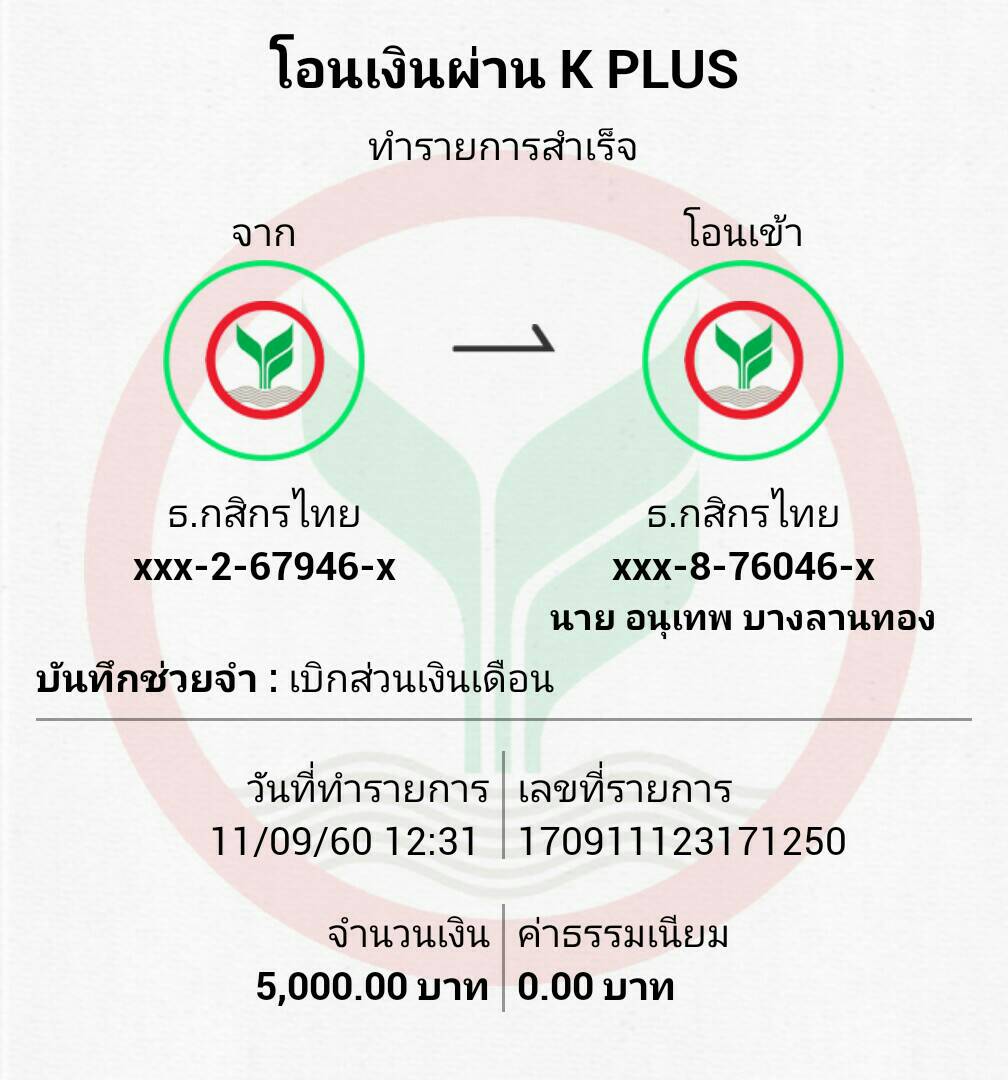 โอนเงินผ่าน K PLUS
ทำรายการสำเร็จ
จาก
โอนเข้า
ธ.กสิกรไทย
xxx-2-67946-x
ธ.กสิกรไทย
xxx-8-76046-x
นาย อนุเทพ บางลานทอง
บันทึกช่วยจำ : เบิกส่วนเงินเดือน
วันที่ทำรายการ
11/09/60 12:31
เลขที่รายการ
170911123171250
จำนวนเงิน
5,000.00 บาท
ค่าธรรมเนียม
0.00 บาท